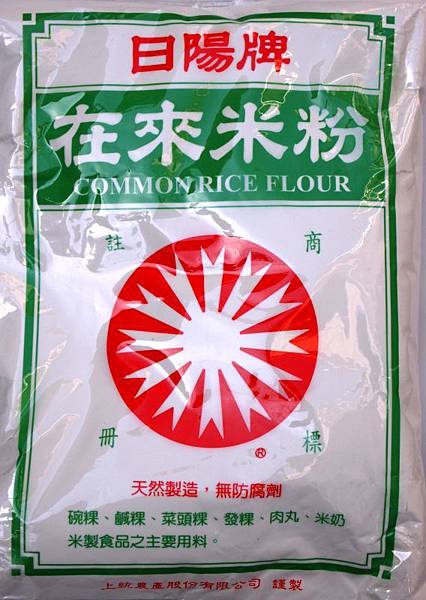 日陽牌
在來米粉
COMMON RICE FLOUR
註 商
冊 標
®
天然製造，無防腐劑
碗粿、鹹粿、菜頭粿、發粿、肉丸、米奶
米製食品之主要用料。
上統農產股份有限公司 謹製